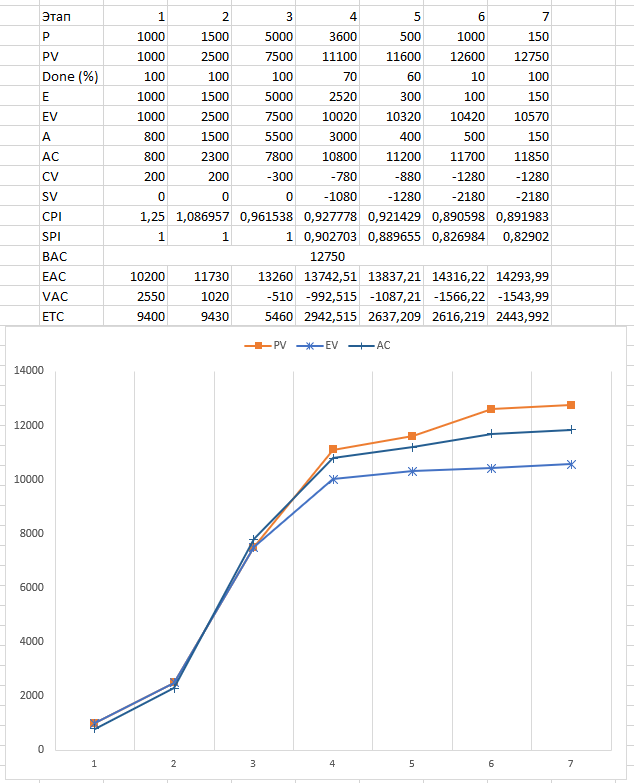 Этап 1 2 3 4 5 6 7
P 1000 1500 5000 3600 500 1000 150
PV 1000 2500 7500 11100 11600 12600 12750
Done (%) 100 100 100 70 60 10 100
E 1000 1500 5000 2520 300 100 150
EV 1000 2500 7500 10020 10320 10420 10570
A 800 1500 5500 3000 400 500 150
AC 800 2300 7800 10800 11200 11700 11850
CV 200 200 -300 -780 -880 -1280 -1280
SV 0 0 0 -1080 -1280 -2180 -2180
CPI 1,25 1,086957 0,961538 0,927778 0,921429 0,890598 0,891983
SPI 1 1 1 0,902703 0,889655 0,826984 0,82902
BAC 12750
EAC 10200 11730 13260 13742,51 13837,21 14316,22 14293,99
VAC 2550 1020 -510 -992,515 -1087,21 -1566,22 -1543,99
ETC 9400 9430 5460 2942,515 2637,209 2616,219 2443,992
PV EV AC
14000
12000
10000
8000
6000
4000
2000
0
1 2 3 4 5 6 7